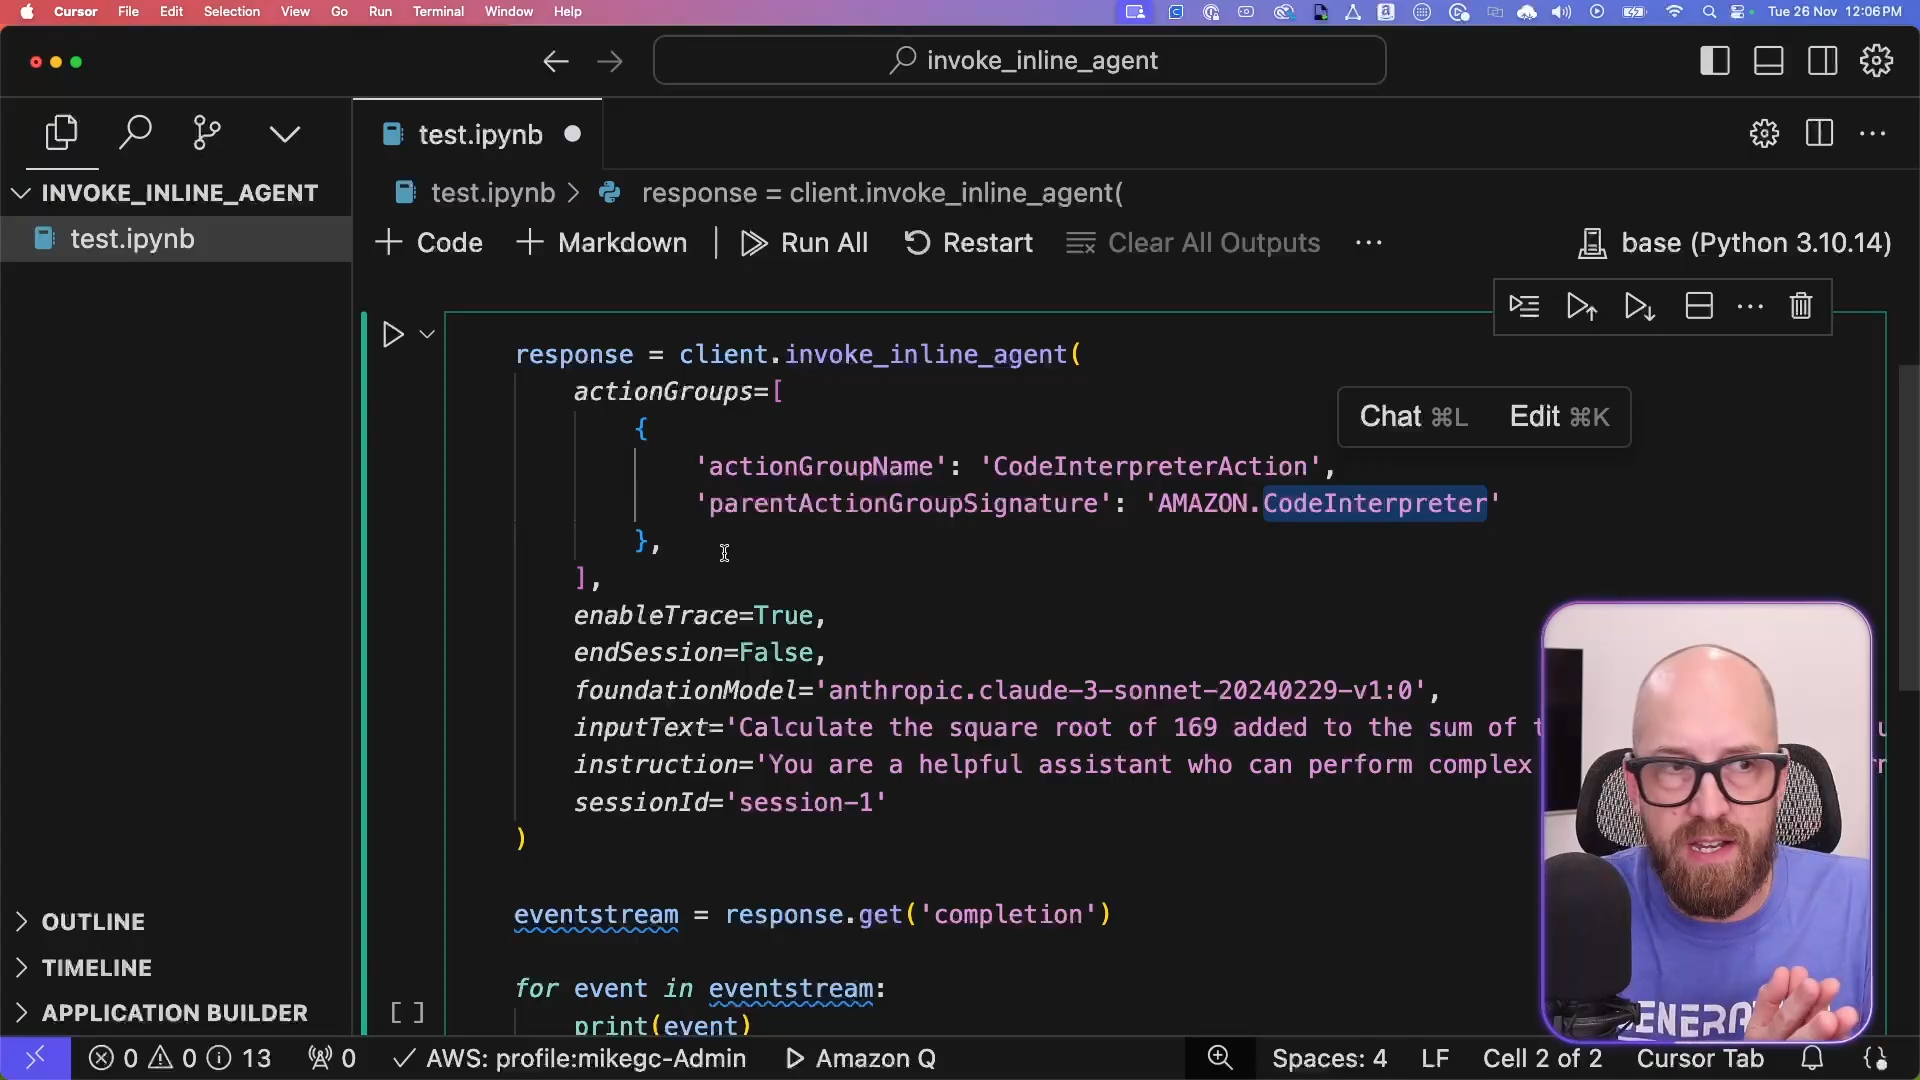 Cursor File Edit Selection View Go Run Terminal Window Help
Tue 26 Nov 12:06PM
invoke_inline_agent
test.ipynb
INVOKE_INLINE_AGENT
test.ipynb > response = client.invoke_inline_agent(
test.ipynb
+ Code + Markdown | Run All Restart Clear All Outputs ···
base (Python 3.10.14)
response = client.invoke_inline_agent(
actionGroups=[
Chat ⌘L Edit ⌘K
{
'actionGroupName': 'CodeInterpreterAction',
'parentActionGroupSignature': 'AMAZON.CodeInterpreter'
},
],
enableTrace=True,
endSession=False,
foundationModel='anthropic.claude-3-sonnet-20240229-v1:0',
inputText='Calculate the square root of 169 added to the sum of
instruction='You are a helpful assistant who can perform complex
sessionId='session-1'
)
eventstream = response.get('completion')
for event in eventstream:
print(event)
[ ]
OUTLINE
TIMELINE
APPLICATION BUILDER
0 0 13 0 AWS: profile:mikegc-Admin Amazon Q
Spaces: 4 LF Cell 2 of 2 Cursor Tab